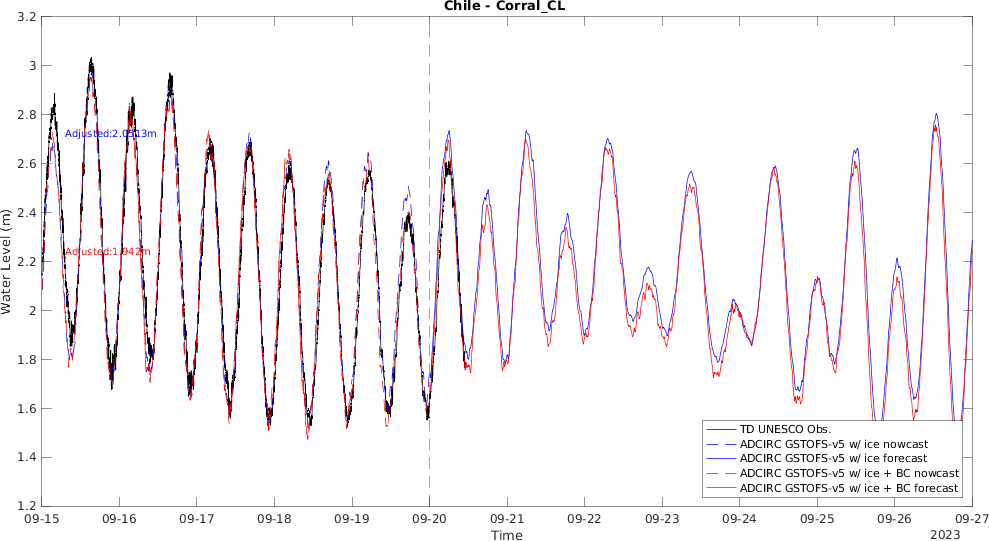 Chile - Corral_CL
3.2
3
2.8
2.6
2.4
2.2
2
1.8
1.6
1.4
1.2
Water Level (m)
Adjusted:2.0513m
Adjusted:1.942m
TD UNESCO Obs.
ADCIRC GSTOFS-v5 w/ ice nowcast
ADCIRC GSTOFS-v5 w/ ice forecast
ADCIRC GSTOFS-v5 w/ ice + BC nowcast
ADCIRC GSTOFS-v5 w/ ice + BC forecast
09-15 09-16 09-17 09-18 09-19 09-20 09-21 09-22 09-23 09-24 09-25 09-26 09-27
Time
2023